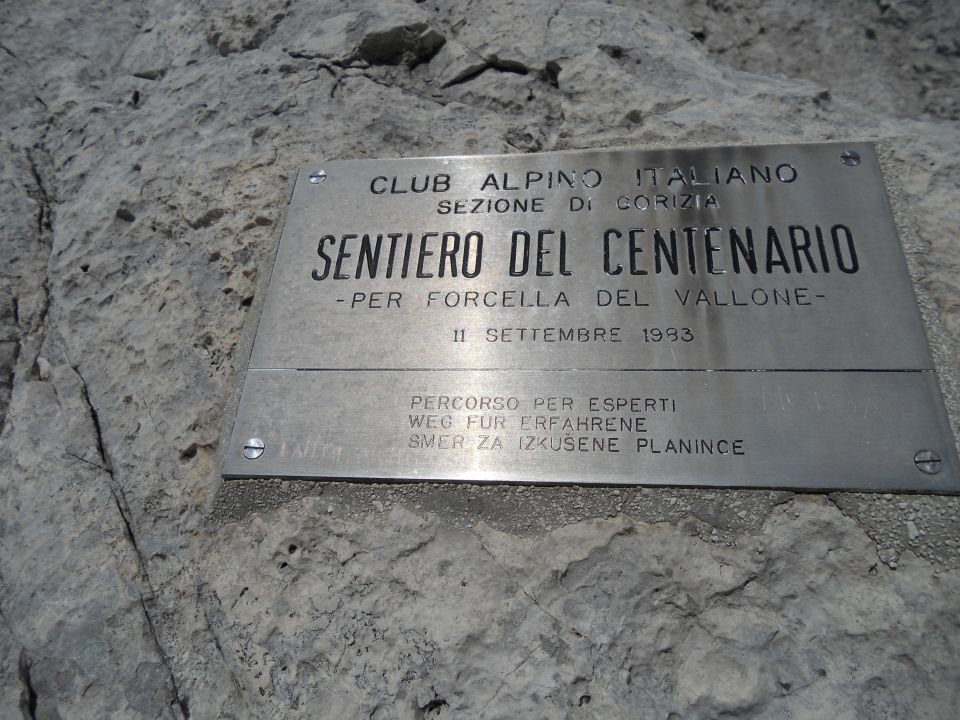 CLUB ALPINO ITALIANO
SEZIONE DI GORIZIA
SENTIERO DEL CENTENARIO
-PER FORCELLA DEL VALLONE-
11 SETTEMBRE 1983
PERCORSO PER ESPERTI
WEG FÜR ERFAHRENE
SMER ZA IZKUŠENE PLANINCE